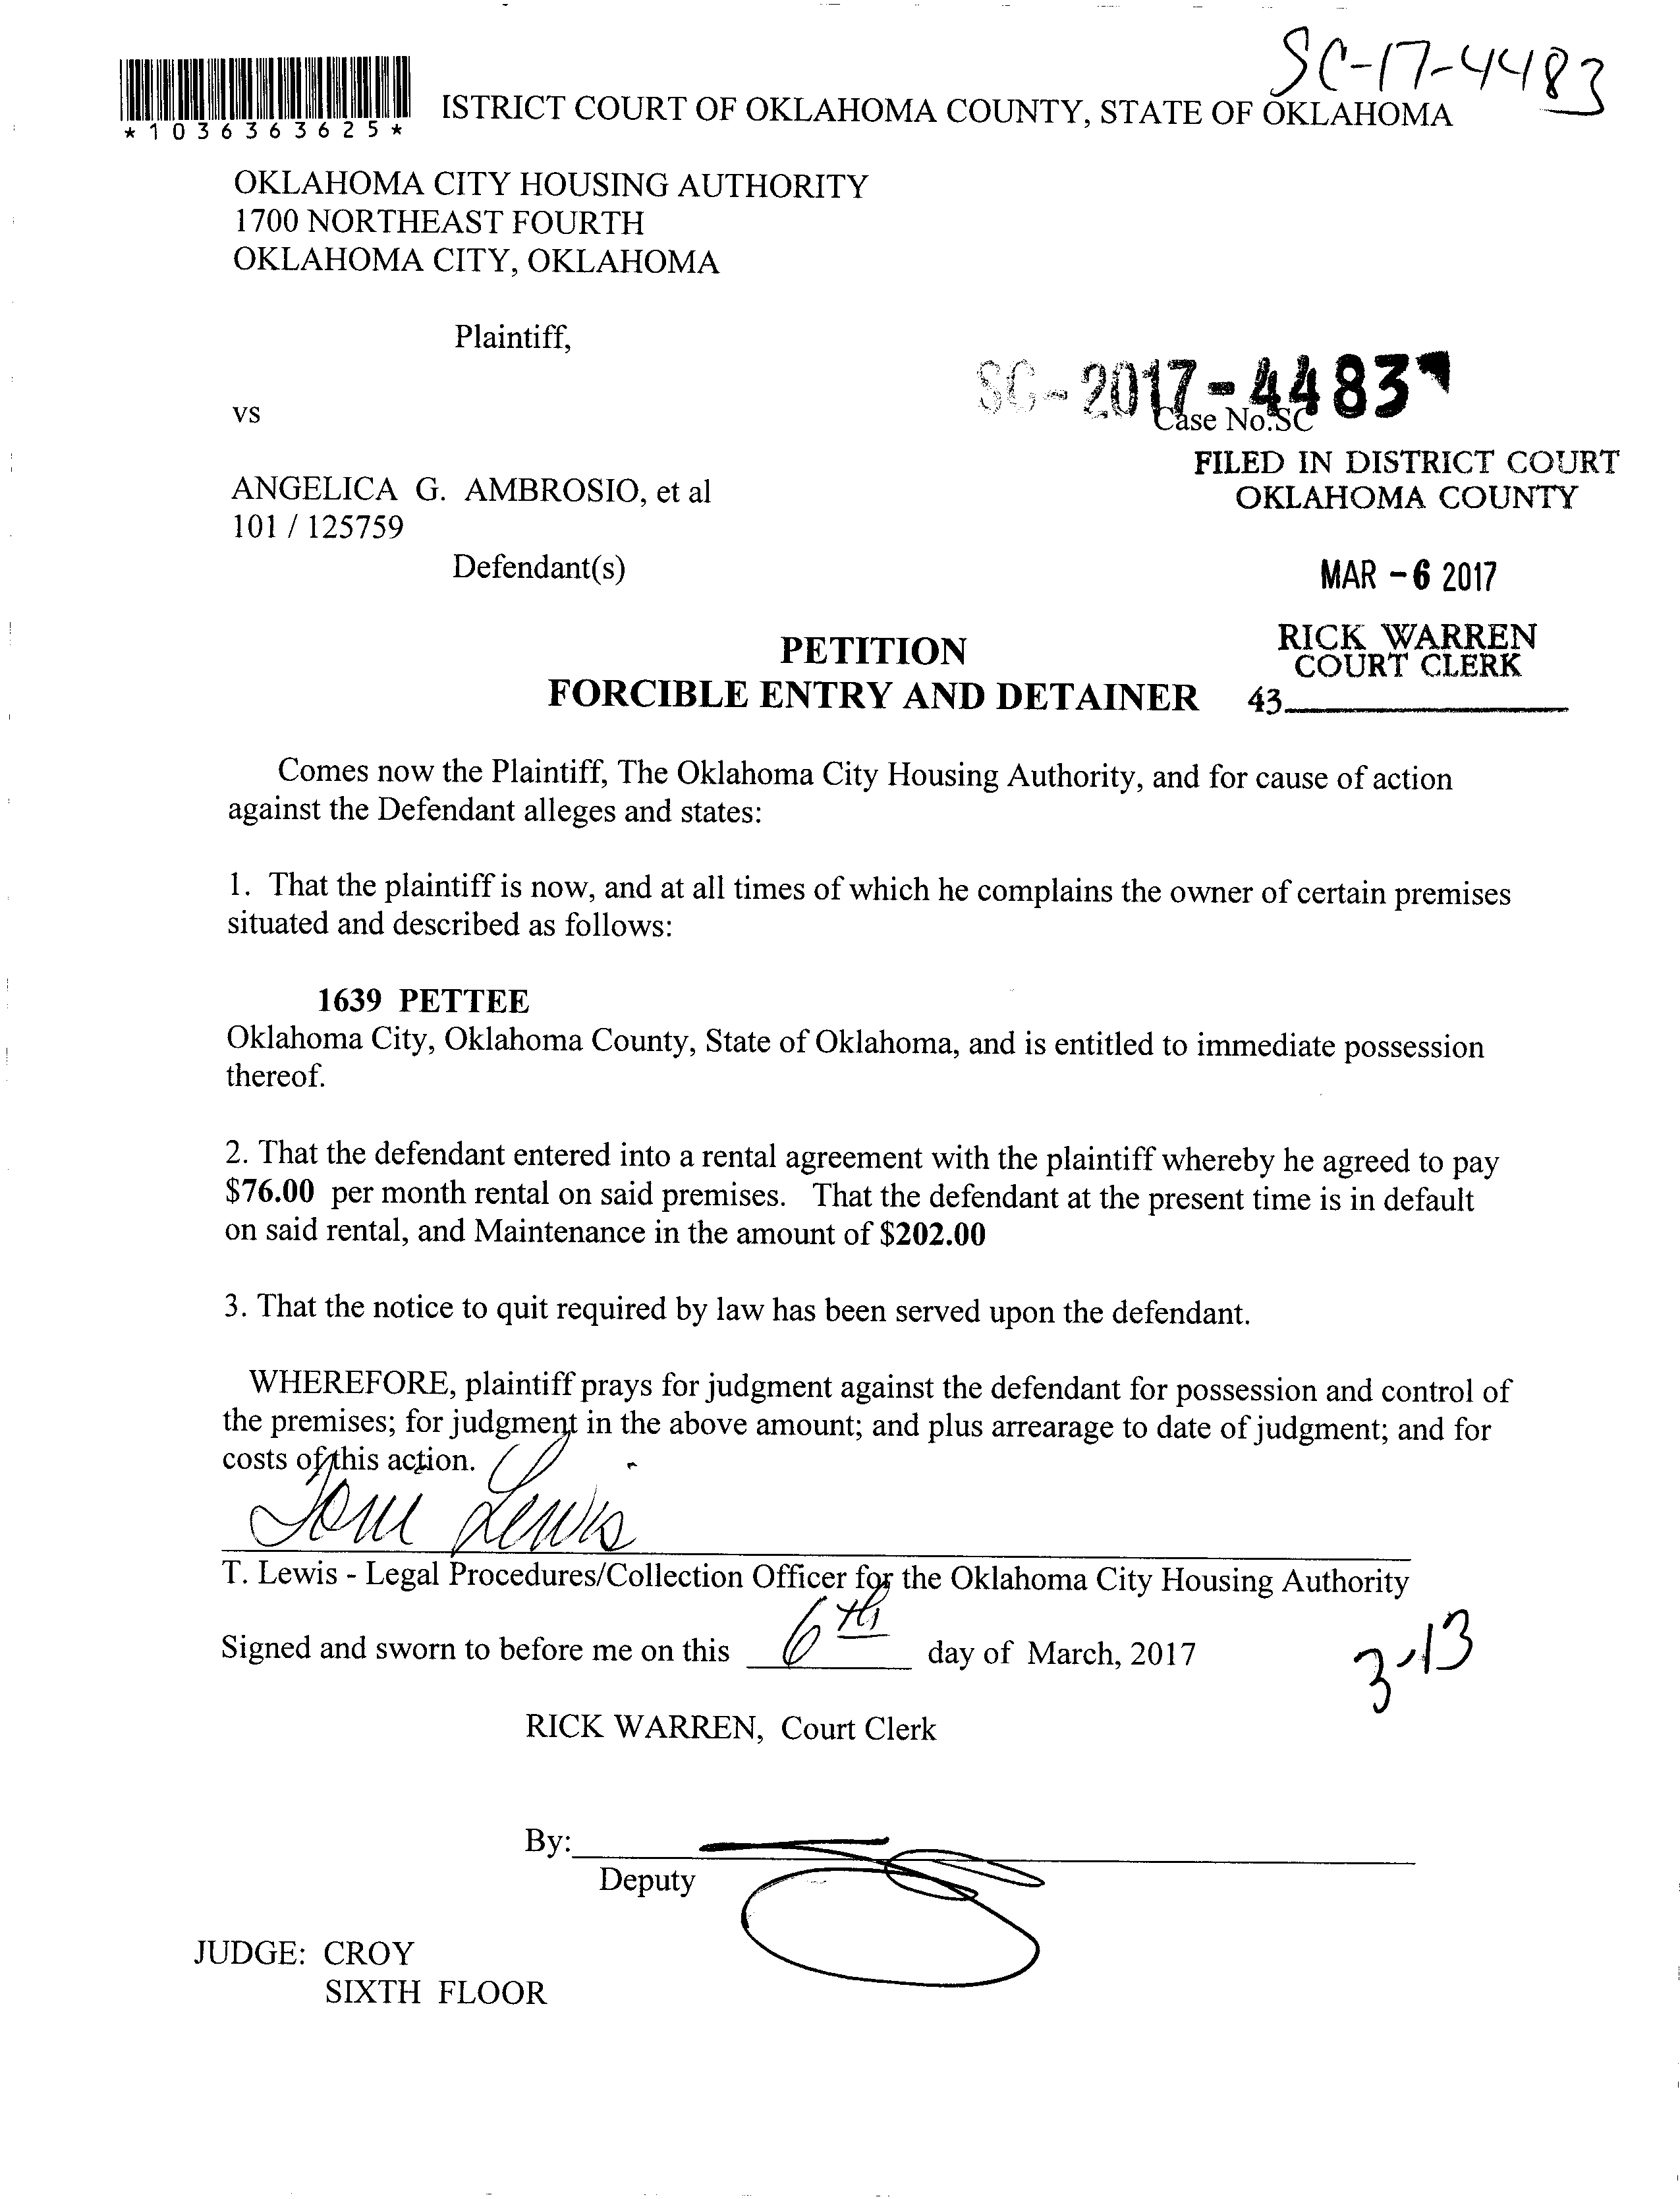 SC-17-4483
*1036363625*
ISTRICT COURT OF OKLAHOMA COUNTY, STATE OF OKLAHOMA
OKLAHOMA CITY HOUSING AUTHORITY
1700 NORTHEAST FOURTH
OKLAHOMA CITY, OKLAHOMA
Plaintiff,
SC-2017-4483
vs
Case No.SC
FILED IN DISTRICT COURT
OKLAHOMA COUNTY
ANGELICA G. AMBROSIO, et al
101 / 125759
Defendant(s)
MAR -6 2017
RICK WARREN
COURT CLERK
43
PETITION
FORCIBLE ENTRY AND DETAINER
Comes now the Plaintiff, The Oklahoma City Housing Authority, and for cause of action
against the Defendant alleges and states:
1. That the plaintiff is now, and at all times of which he complains the owner of certain premises
situated and described as follows:
1639 PETTEE
Oklahoma City, Oklahoma County, State of Oklahoma, and is entitled to immediate possession
thereof.
2. That the defendant entered into a rental agreement with the plaintiff whereby he agreed to pay
$76.00 per month rental on said premises. That the defendant at the present time is in default
on said rental, and Maintenance in the amount of $202.00
3. That the notice to quit required by law has been served upon the defendant.
WHEREFORE, plaintiff prays for judgment against the defendant for possession and control of
the premises; for judgment in the above amount; and plus arrearage to date of judgment; and for
costs of this action.
Tom Lewis
T. Lewis - Legal Procedures/Collection Officer for the Oklahoma City Housing Authority
Signed and sworn to before me on this 6th day of March, 2017
3-13
RICK WARREN, Court Clerk
By:
Deputy
JUDGE: CROY
SIXTH FLOOR